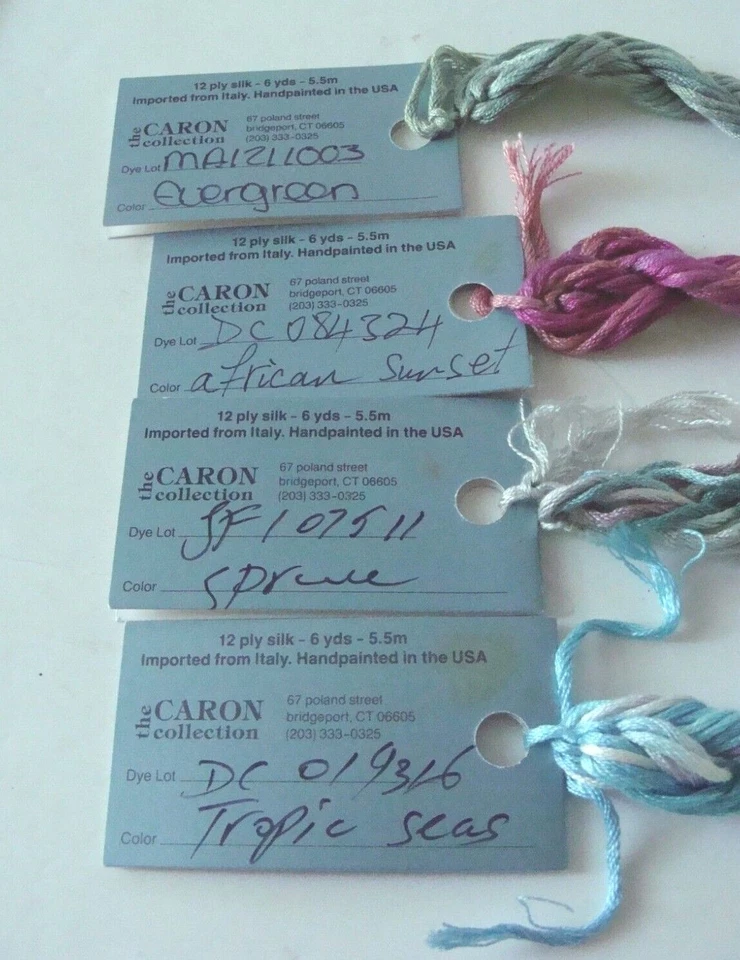 12 ply silk - 6 yds - 5.5m
Imported from Italy. Handpainted in the USA
the CARON collection
67 poland street
bridgeport, CT 06605
(203) 333-0325
Dye Lot MA1211003
Color Evergreen
12 ply silk - 6 yds - 5.5m
Imported from Italy. Handpainted in the USA
the CARON collection
67 poland street
bridgeport, CT 06605
(203) 333-0325
Dye Lot DC 084324
Color african sunset
12 ply silk - 6 yds - 5.5m
Imported from Italy. Handpainted in the USA
the CARON collection
67 poland street
bridgeport, CT 06605
(203) 333-0325
Dye Lot
Color spruce
12 ply silk - 6 yds - 5.5m
Imported from Italy. Handpainted in the USA
the CARON collection
67 poland street
bridgeport, CT 06605
(203) 333-0325
Dye Lot DC 019316
Color Tropic seas